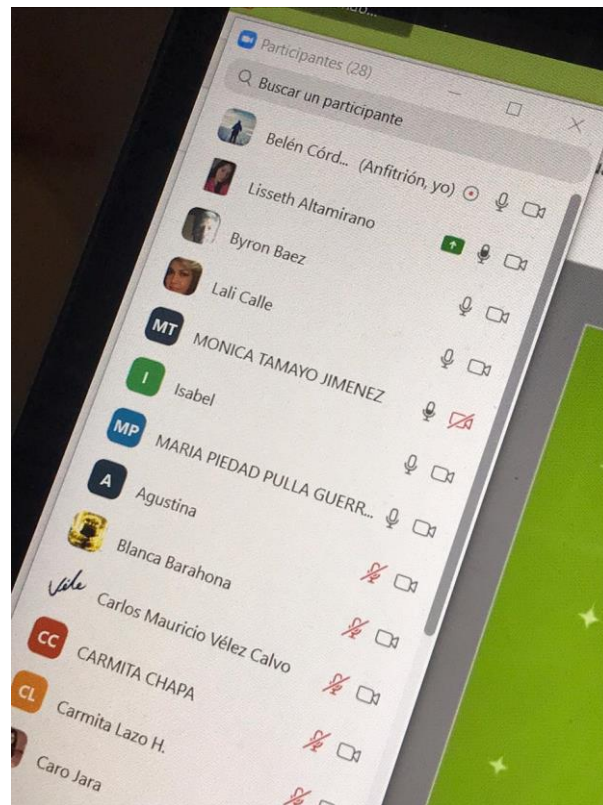 Participantes (28)
Buscar un participante
Belén Córd... (Anfitrión, yo)
Lisseth Altamirano
Byron Baez
Lali Calle
MT MONICA TAMAYO JIMENEZ
I Isabel
MP MARIA PIEDAD PULLA GUERR...
A Agustina
Blanca Barahona
Carlos Mauricio Vélez Calvo
CC CARMITA CHAPA
CL Carmita Lazo H.
Caro Jara